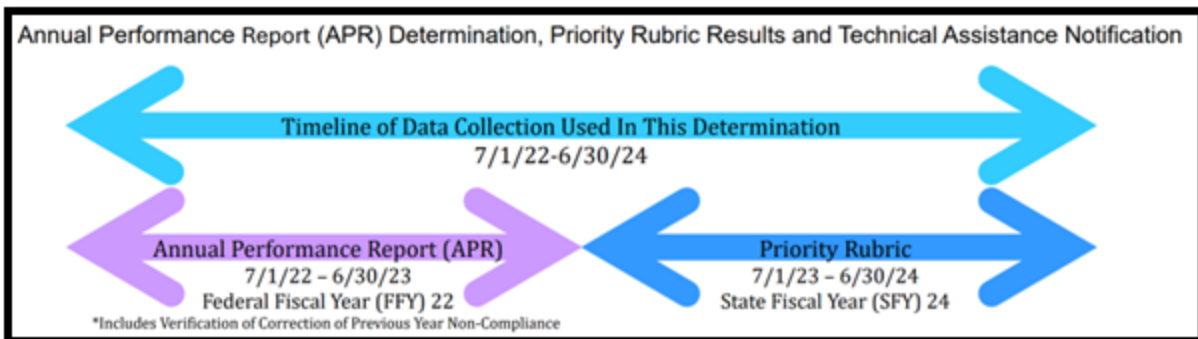 Annual Performance Report (APR) Determination, Priority Rubric Results and Technical Assistance Notification
Timeline of Data Collection Used In This Determination
7/1/22-6/30/24
Annual Performance Report (APR)
7/1/22 – 6/30/23
Federal Fiscal Year (FFY) 22
*Includes Verification of Correction of Previous Year Non-Compliance
Priority Rubric
7/1/23 – 6/30/24
State Fiscal Year (SFY) 24